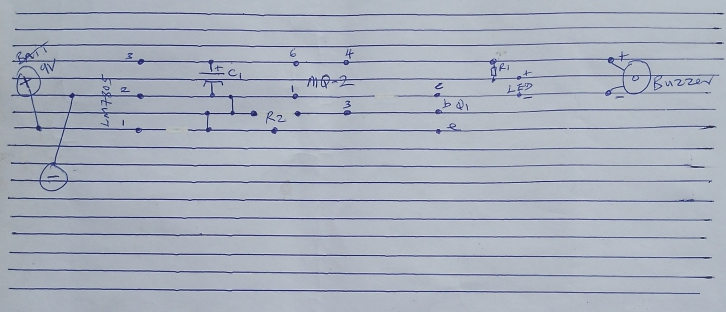 BATT
9V
+
-
LM7805
3
2
1
+
C1
R2
6
4
MQ-2
1
3
c
b Q1
e
R1
+
LED
-
+
-
Buzzer